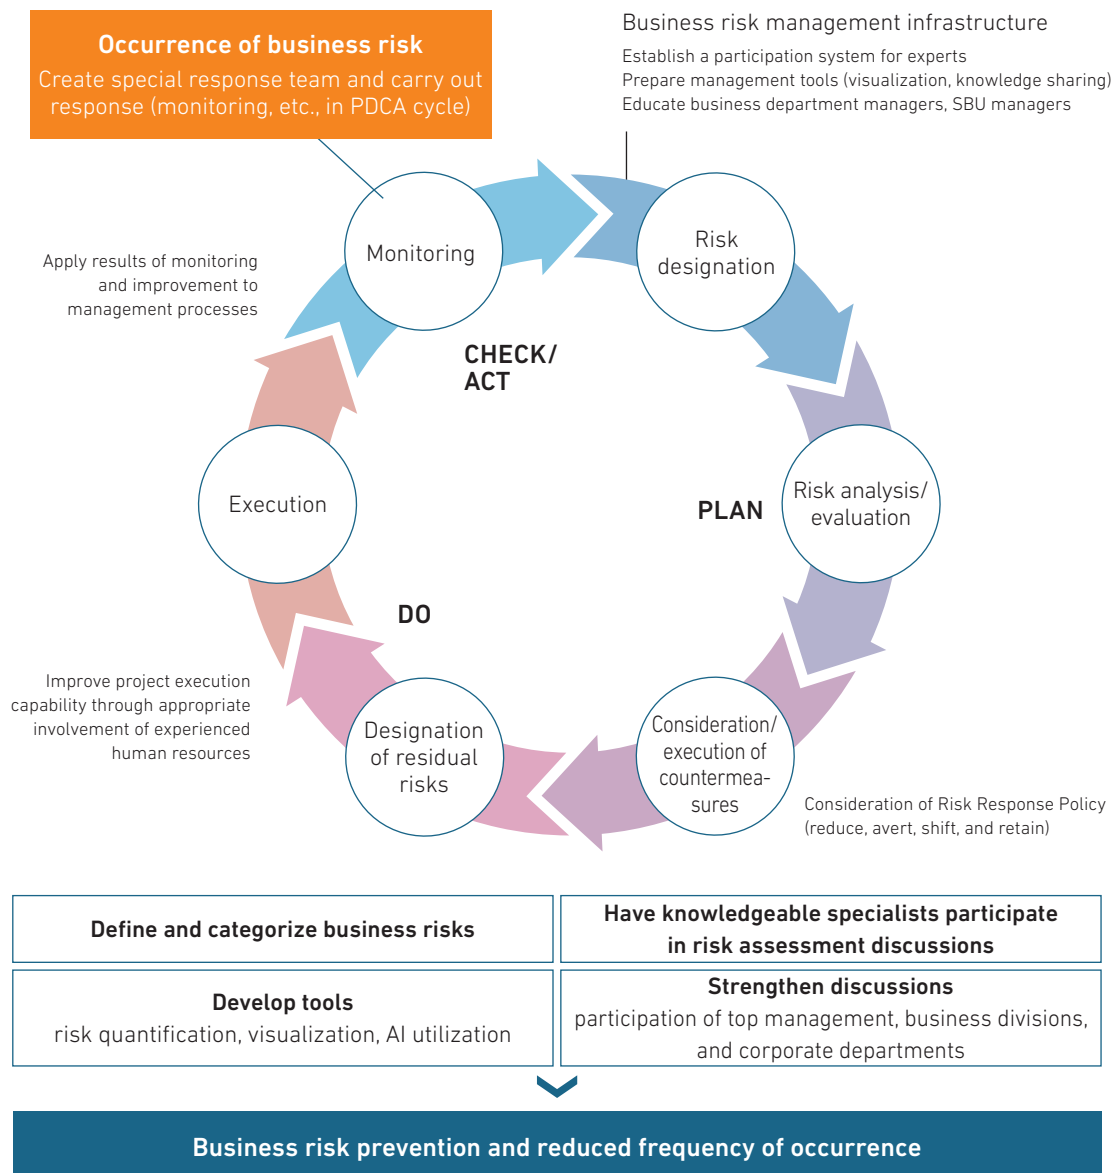 Occurrence of business risk
Create special response team and carry out
response (monitoring, etc., in PDCA cycle)
Business risk management infrastructure
Establish a participation system for experts
Prepare management tools (visualization, knowledge sharing)
Educate business department managers, SBU managers
Monitoring
Risk
designation
Apply results of monitoring
and improvement to
management processes
CHECK/
ACT
Execution
PLAN
Risk analysis/
evaluation
DO
Improve project execution
capability through appropriate
involvement of experienced
human resources
Designation
of residual
risks
Consideration/
execution of
countermea-
sures
Consideration of Risk Response Policy
(reduce, avert, shift, and retain)
Define and categorize business risks
Have knowledgeable specialists participate
in risk assessment discussions
Develop tools
risk quantification, visualization, AI utilization
Strengthen discussions
participation of top management, business divisions,
and corporate departments
Business risk prevention and reduced frequency of occurrence